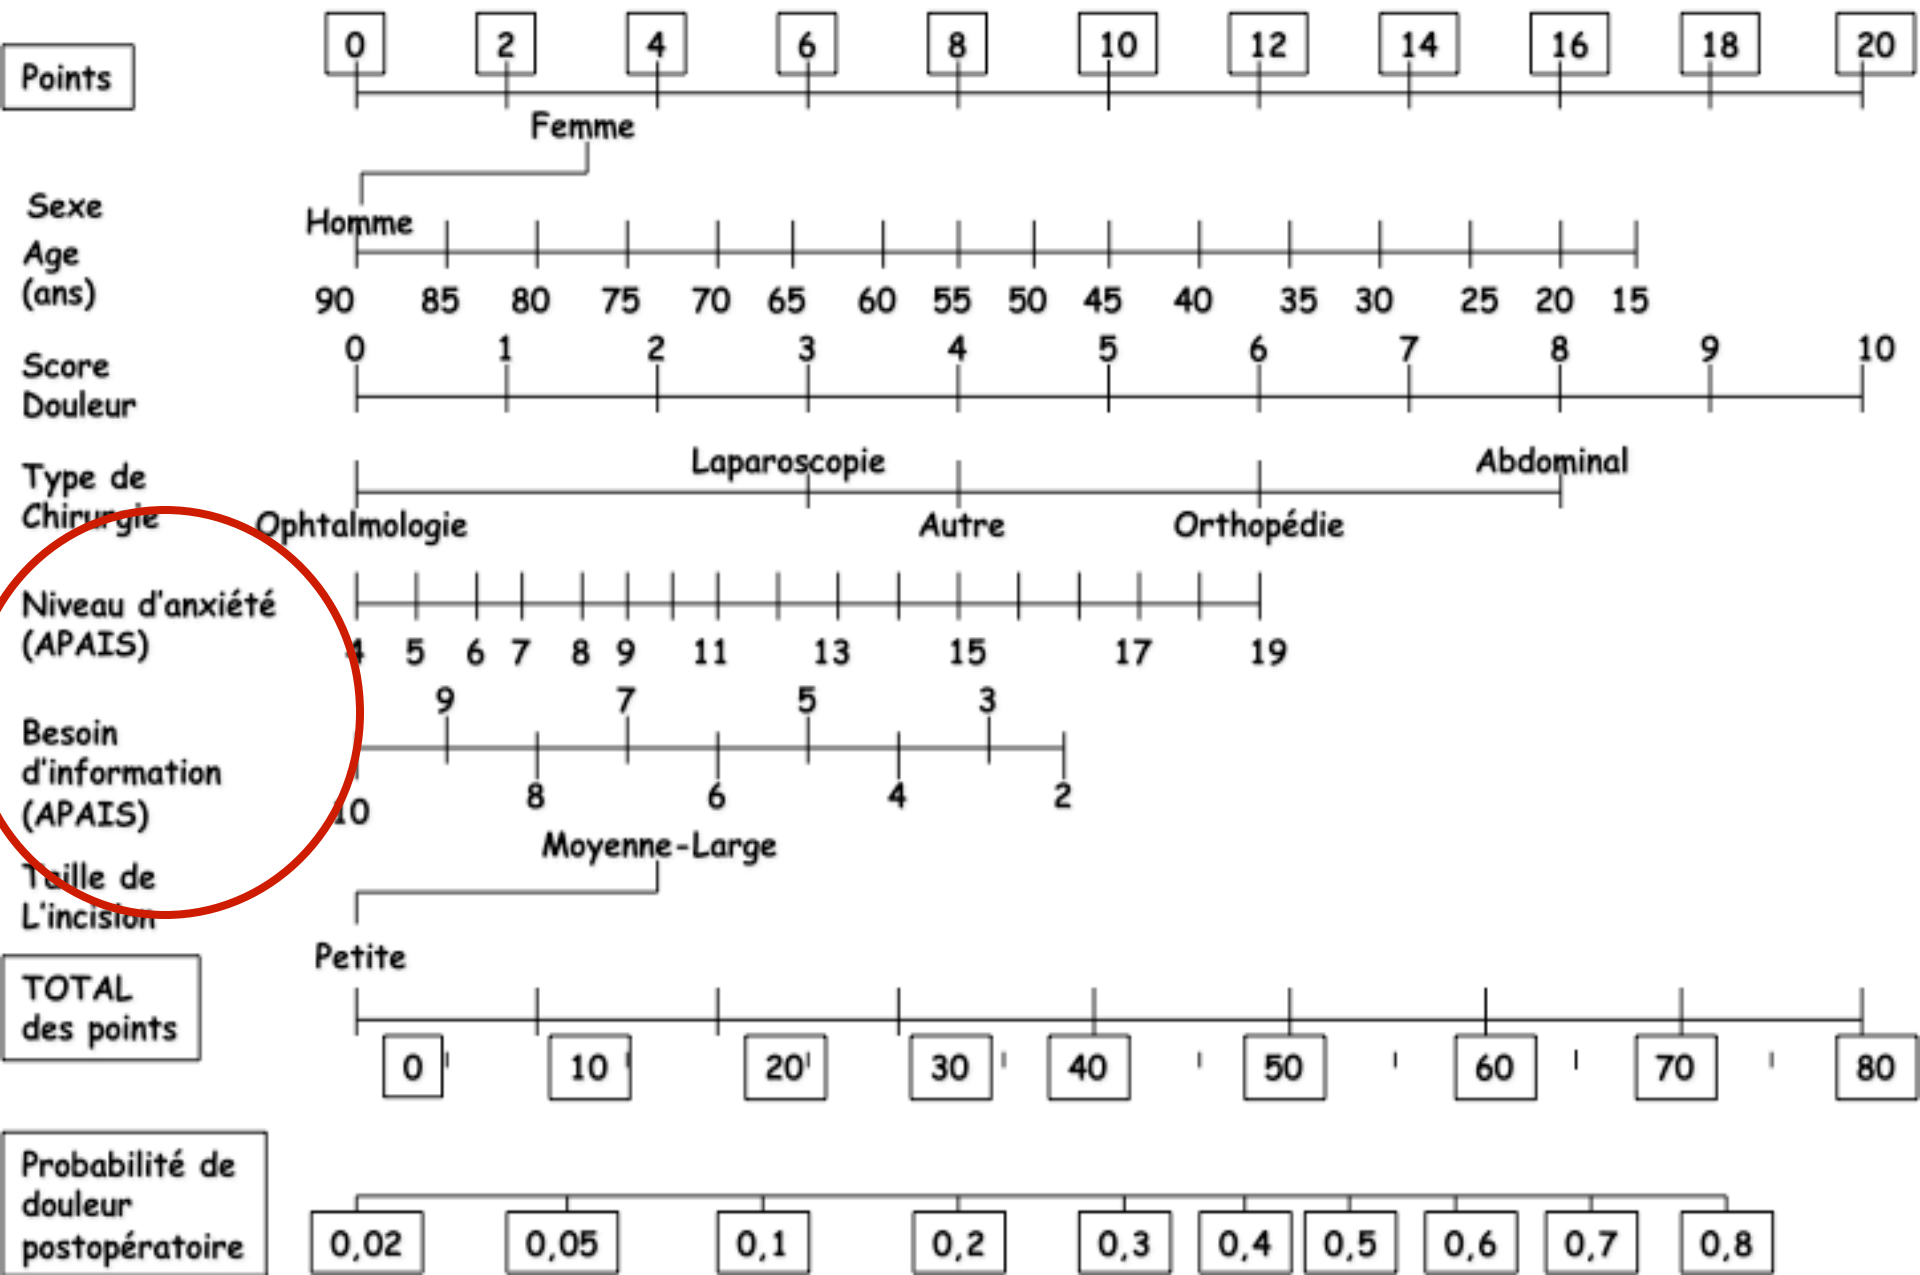 0 2 4 6 8 10 12 14 16 18 20
Points
Femme
Sexe
Homme
Age
(ans)
90 85 80 75 70 65 60 55 50 45 40 35 30 25 20 15
0 1 2 3 4 5 6 7 8 9 10
Score
Douleur
Laparoscopie Abdominal
Type de
Chirurgie
Ophtalmologie Autre Orthopédie
Niveau d'anxiété
(APAIS)
4 5 6 7 8 9 11 13 15 17 19
9 7 5 3
Besoin
d'information
(APAIS)
10 8 6 4 2
Moyenne-Large
Taille de
L'incision
Petite
TOTAL
des points
0 10 20 30 40 50 60 70 80
Probabilité de
douleur
postopératoire
0,02 0,05 0,1 0,2 0,3 0,4 0,5 0,6 0,7 0,8